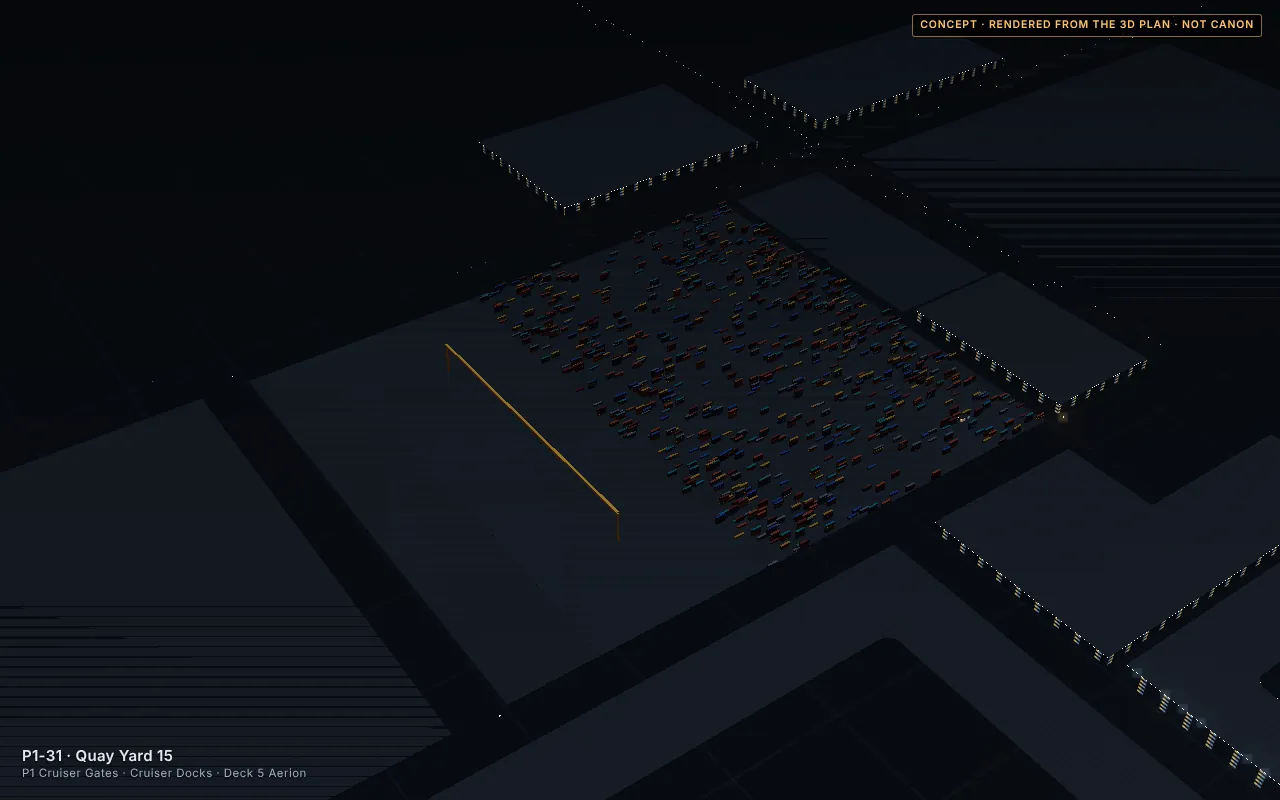 CONCEPT · RENDERED FROM THE 3D PLAN · NOT CANON
P1-31 · Quay Yard 15
P1 Cruiser Gates · Cruiser Docks · Deck 5 Aerion